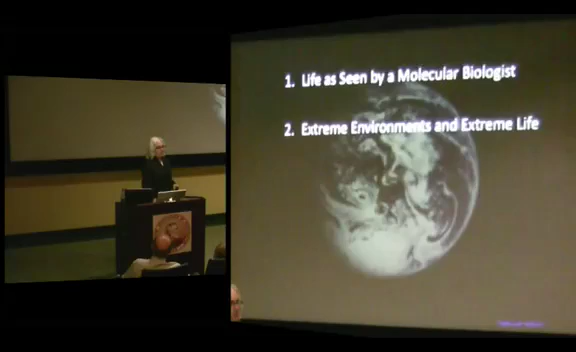 1. Life as Seen by a Molecular Biologist
2. Extreme Environments and Extreme Life